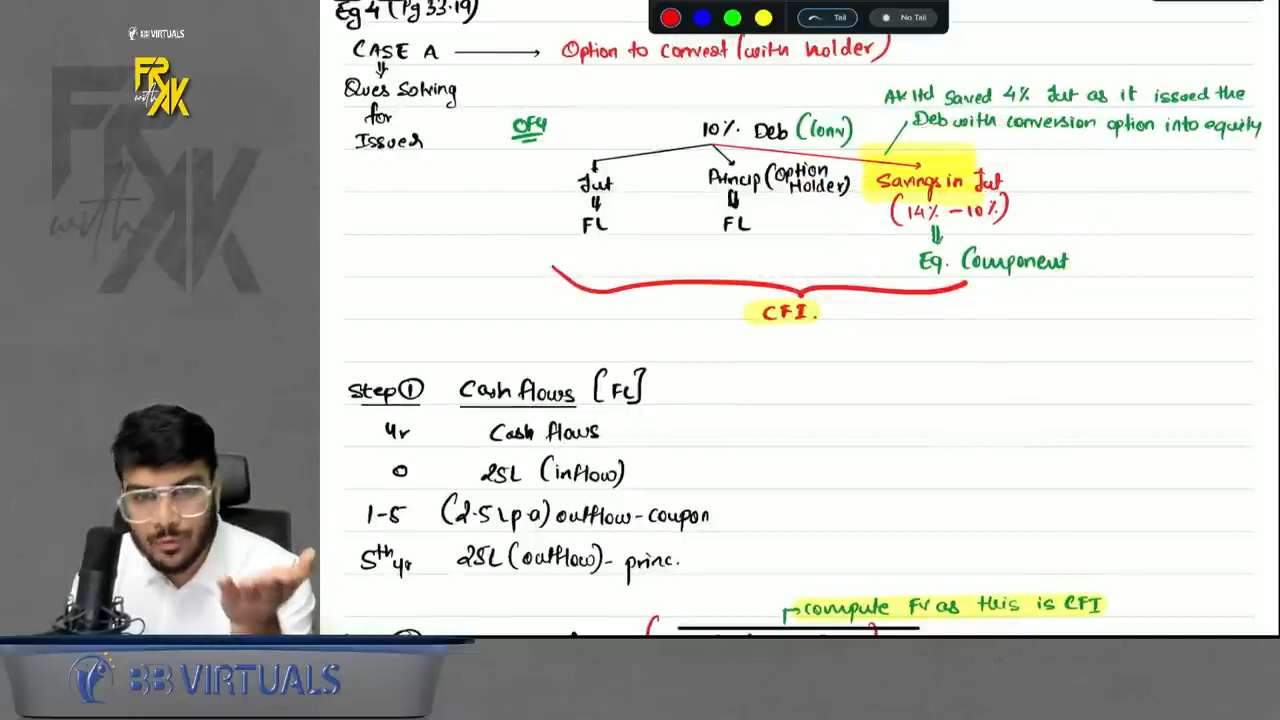 Eg 4 (Pg 33.19)
Tail
No Tail
BB VIRTUALS
FR with AK
CASE A → Option to convert (with holder)
Ques Solving
for
Issuer
AK ltd Saved 4% Int as it issued the
Deb with conversion option into equity
OFY
10% Deb (Conv)
Int
Princip (Option Holder)
Savings in Int
(14% - 10%)
FL
FL
Eq. Component
CFI.
Step ① Cash flows [FL]
Yr Cash flows
0 25L (inflow)
1-5 (2.5L p.a) outflow-coupon
5th yr 25L (outflow) - princ.
compute FV as this is CFI
BB VIRTUALS